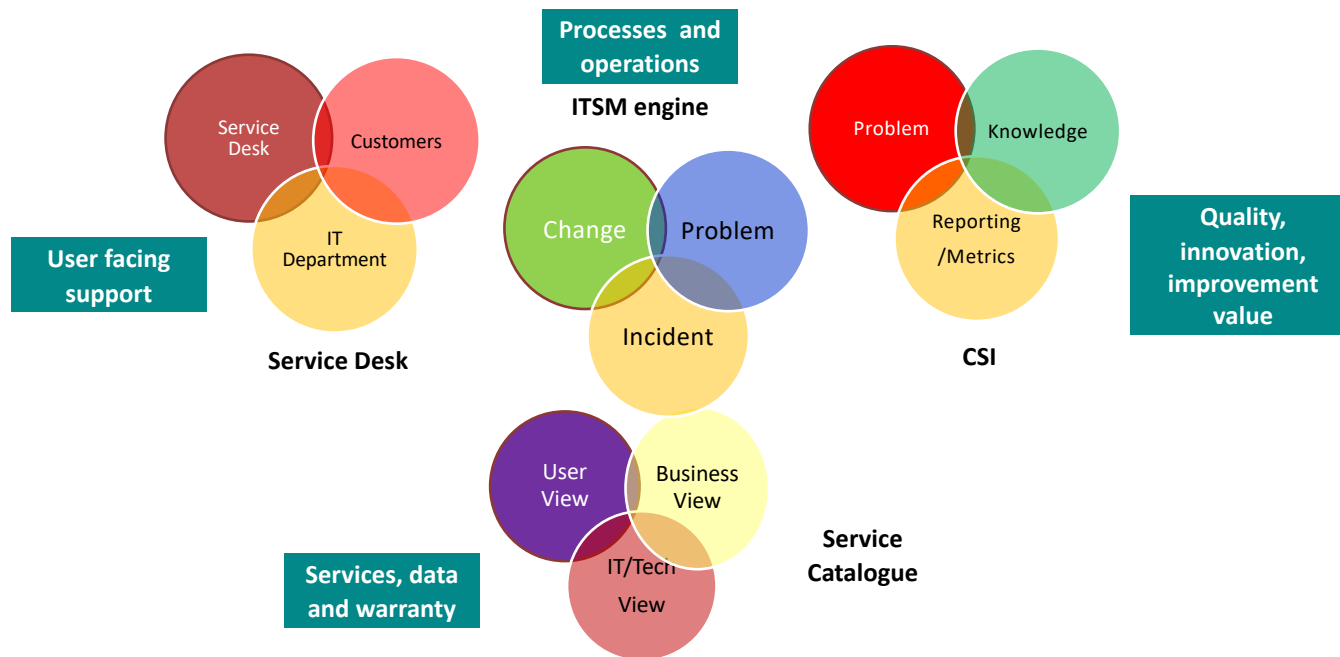 Processes and
operations
ITSM engine
Service
Desk
Customers
IT
Department
User facing
support
Service Desk
Change
Problem
Incident
Problem
Knowledge
Reporting
/Metrics
CSI
Quality,
innovation,
improvement
value
User
View
Business
View
IT/Tech
View
Services, data
and warranty
Service
Catalogue